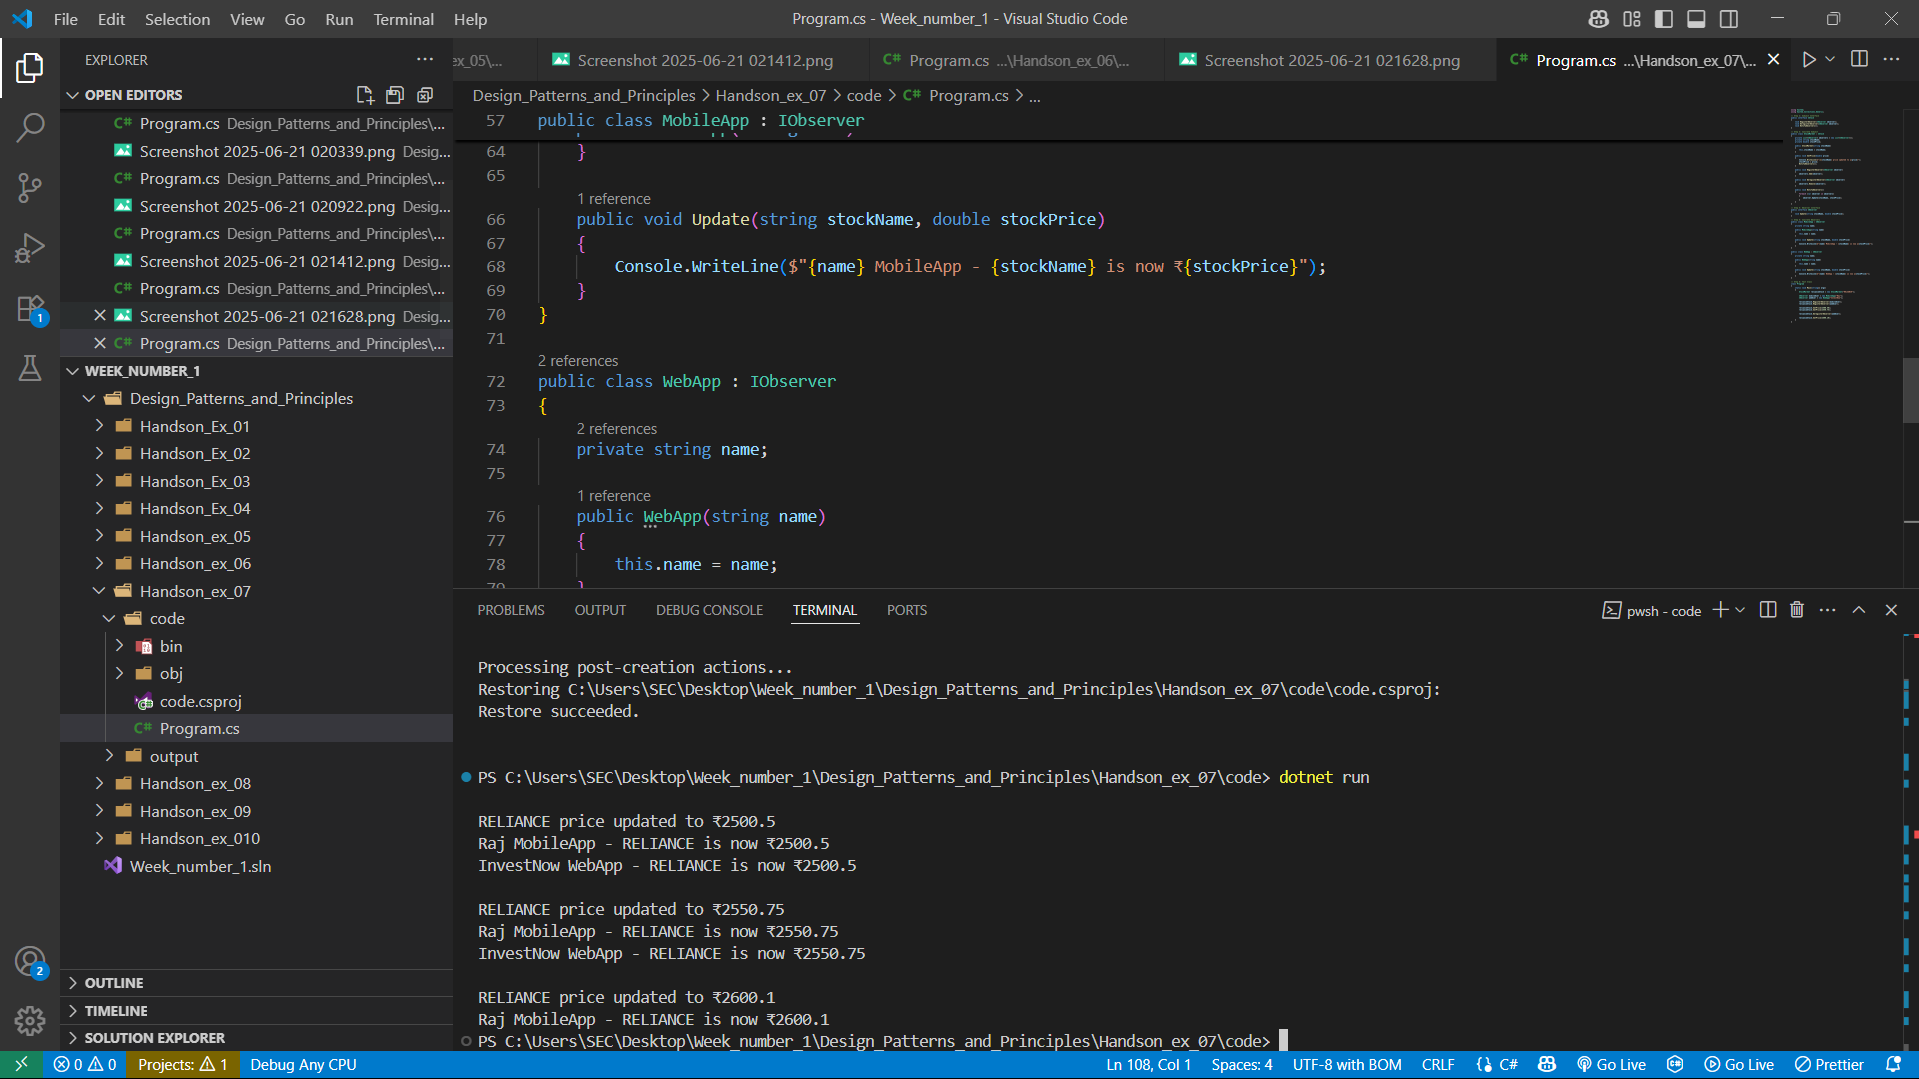 File Edit Selection View Go Run Terminal Help
Program.cs - Week_number_1 - Visual Studio Code
EXPLORER
ex_05\...
Screenshot 2025-06-21 021412.png
C# Program.cs ...\Handson_ex_06\...
Screenshot 2025-06-21 021628.png
C# Program.cs ...\Handson_ex_07\...
OPEN EDITORS
C# Program.cs Design_Patterns_and_Principles\...
Screenshot 2025-06-21 020339.png Desig...
C# Program.cs Design_Patterns_and_Principles\...
Screenshot 2025-06-21 020922.png Desig...
C# Program.cs Design_Patterns_and_Principles\...
Screenshot 2025-06-21 021412.png Desig...
C# Program.cs Design_Patterns_and_Principles\...
Screenshot 2025-06-21 021628.png Desig...
C# Program.cs Design_Patterns_and_Principles\...
WEEK_NUMBER_1
Design_Patterns_and_Principles
Handson_Ex_01
Handson_Ex_02
Handson_Ex_03
Handson_Ex_04
Handson_ex_05
Handson_ex_06
Handson_ex_07
code
bin
obj
code.csproj
C# Program.cs
output
Handson_ex_08
Handson_ex_09
Handson_ex_010
Week_number_1.sln
OUTLINE
TIMELINE
SOLUTION EXPLORER
1
2
Design_Patterns_and_Principles > Handson_ex_07 > code > C# Program.cs > ...
57 public class MobileApp : IObserver
64 }
65
1 reference
66 public void Update(string stockName, double stockPrice)
67 {
68 Console.WriteLine($"{name} MobileApp - {stockName} is now ₹{stockPrice}");
69 }
70 }
71
2 references
72 public class WebApp : IObserver
73 {
2 references
74 private string name;
75
1 reference
76 public WebApp(string name)
77 {
78 this.name = name;
79 }
PROBLEMS OUTPUT DEBUG CONSOLE TERMINAL PORTS
pwsh - code
Processing post-creation actions...
Restoring C:\Users\SEC\Desktop\Week_number_1\Design_Patterns_and_Principles\Handson_ex_07\code\code.csproj:
Restore succeeded.
PS C:\Users\SEC\Desktop\Week_number_1\Design_Patterns_and_Principles\Handson_ex_07\code> dotnet run
RELIANCE price updated to ₹2500.5
Raj MobileApp - RELIANCE is now ₹2500.5
InvestNow WebApp - RELIANCE is now ₹2500.5
RELIANCE price updated to ₹2550.75
Raj MobileApp - RELIANCE is now ₹2550.75
InvestNow WebApp - RELIANCE is now ₹2550.75
RELIANCE price updated to ₹2600.1
Raj MobileApp - RELIANCE is now ₹2600.1
PS C:\Users\SEC\Desktop\Week_number_1\Design_Patterns_and_Principles\Handson_ex_07\code>
0 0 Projects: 1 Debug Any CPU
Ln 108, Col 1 Spaces: 4 UTF-8 with BOM CRLF {} C# Go Live Go Live Prettier